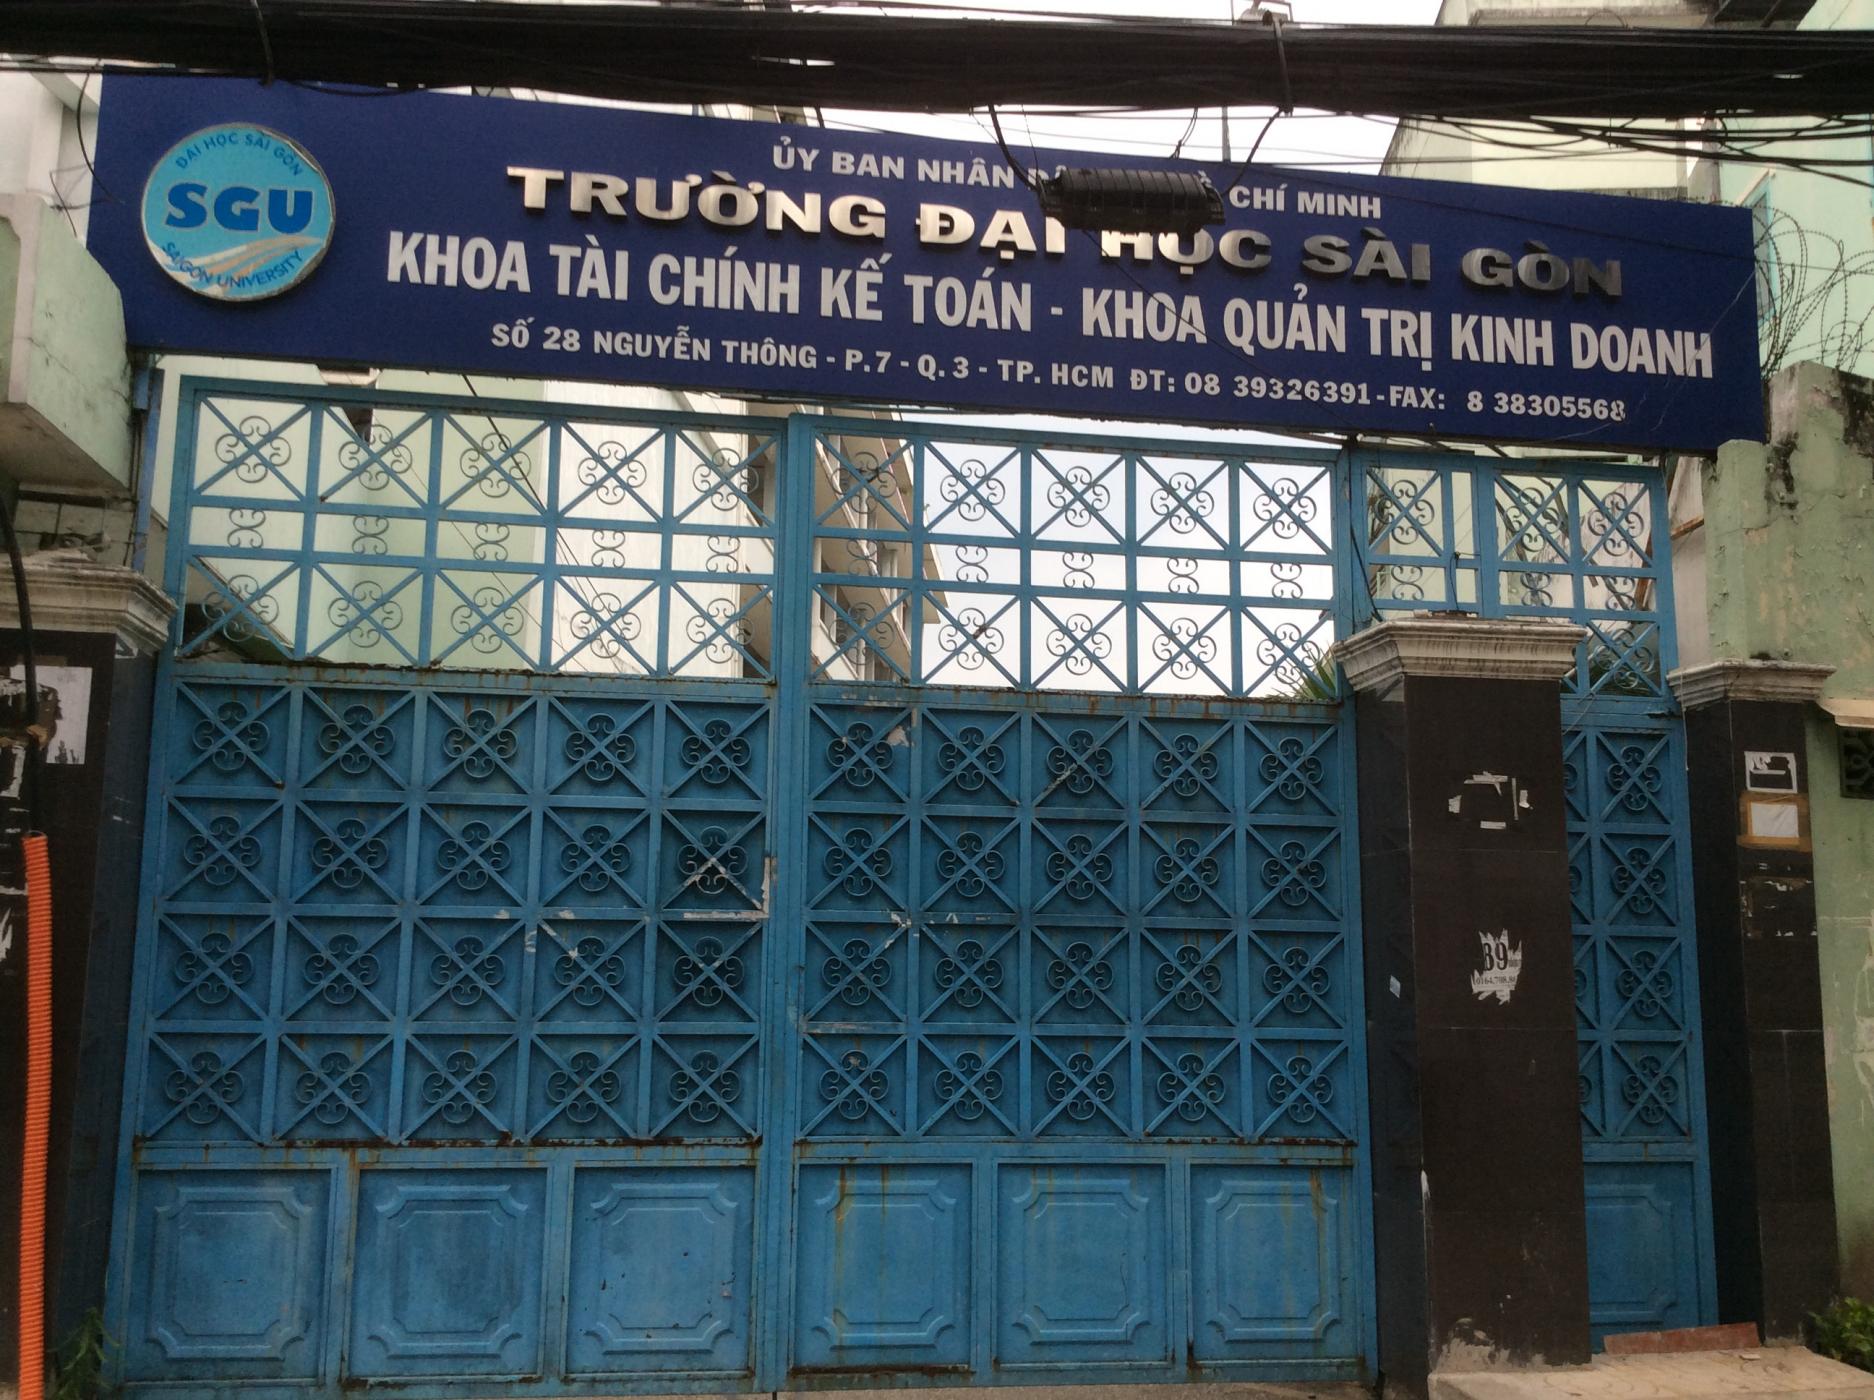 ĐẠI HỌC SÀI GÒN
SGU
SAIGON UNIVERSITY
ỦY BAN NHÂN CHÍ MINH
TRƯỜNG ĐẠI HỌC SÀI GÒN
KHOA TÀI CHÍNH KẾ TOÁN - KHOA QUẢN TRỊ KINH DOANH
SỐ 28 NGUYỄN THÔNG - P.7 - Q.3 - TP. HCM ĐT: 08 39326391 - FAX: 8 38305568